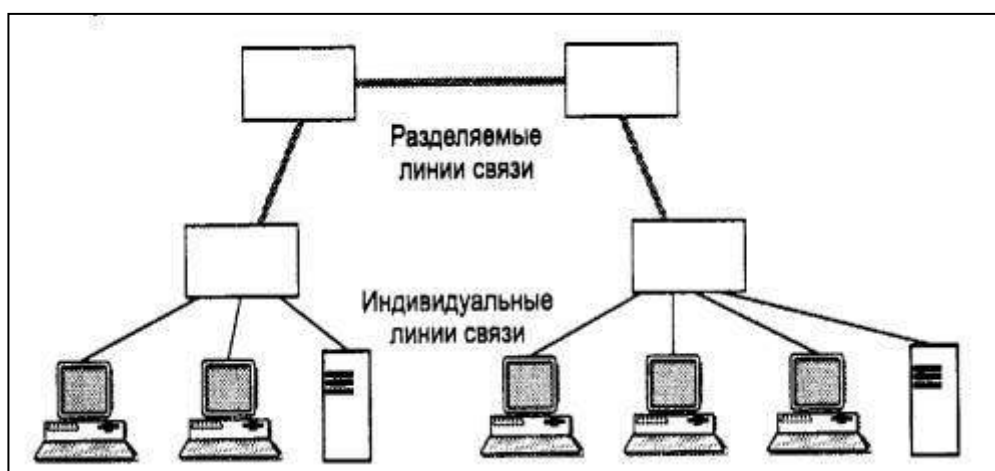 Разделяемые
линии связи
Индивидуальные
линии связи